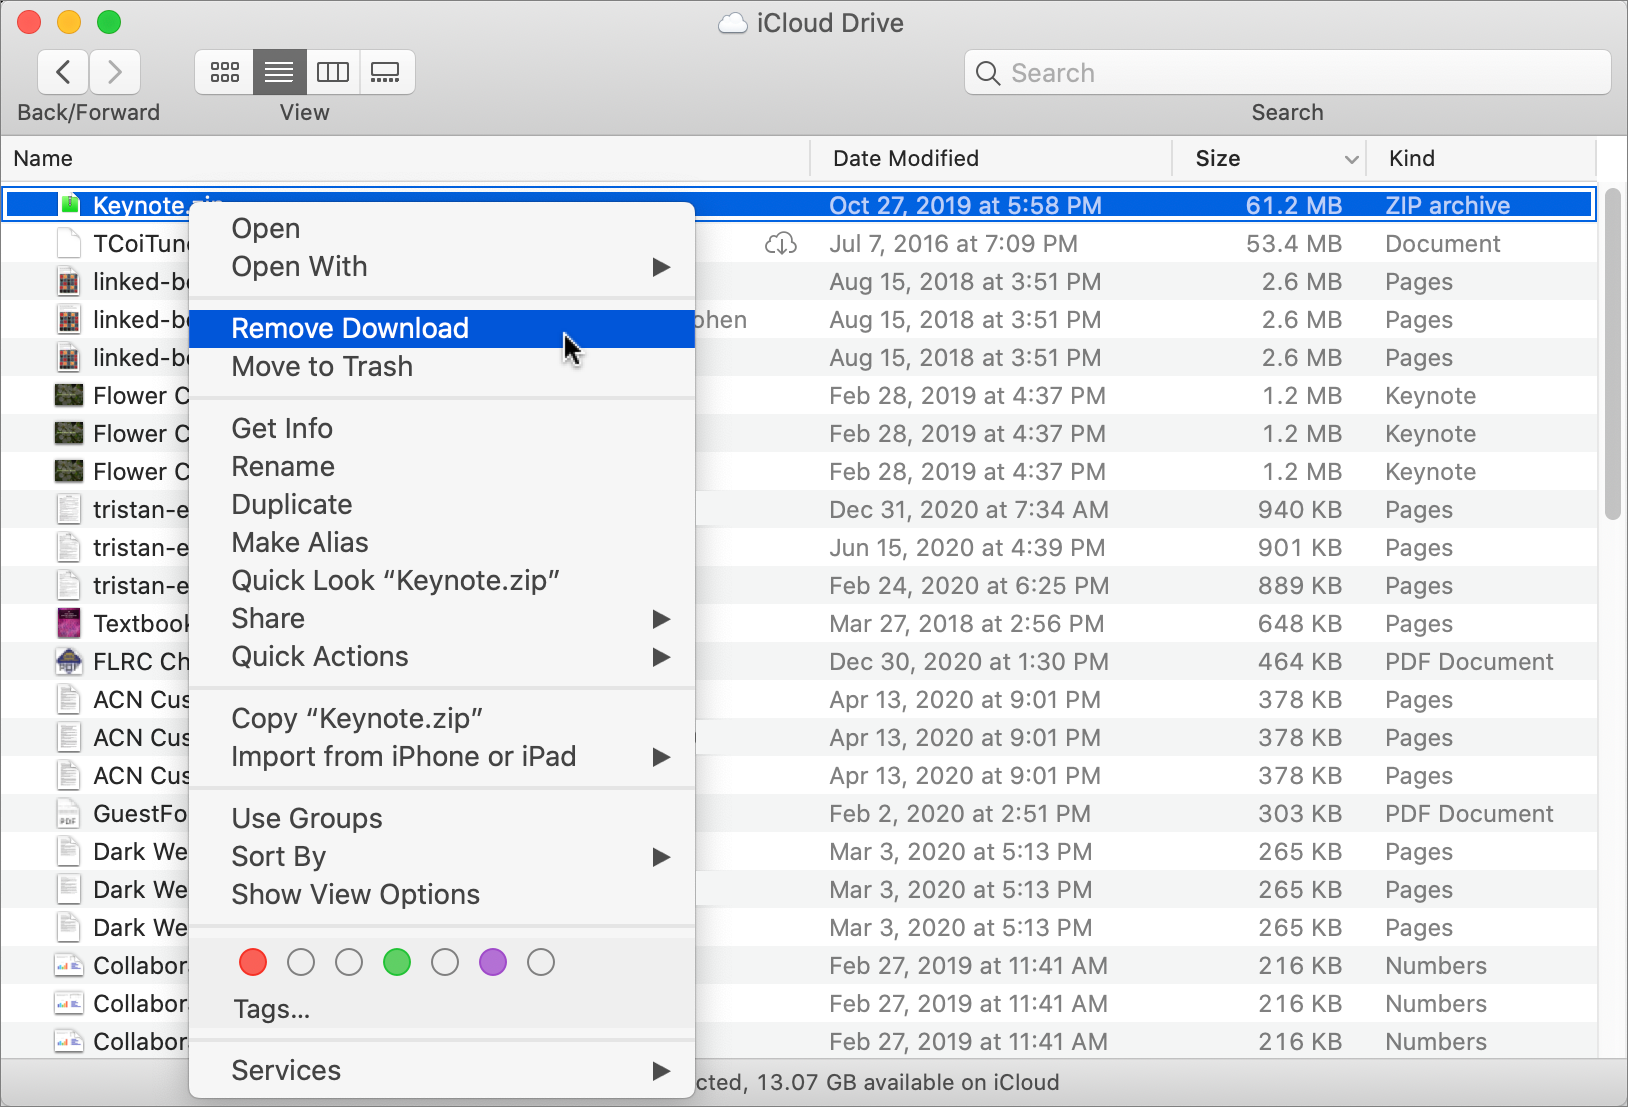 iCloud Drive
Search
Back/Forward View Search
Name Date Modified Size Kind
Keynote.zip Oct 27, 2019 at 5:58 PM 61.2 MB ZIP archive
TCoiTun Jul 7, 2016 at 7:09 PM 53.4 MB Document
linked-b Aug 15, 2018 at 3:51 PM 2.6 MB Pages
linked-b phen Aug 15, 2018 at 3:51 PM 2.6 MB Pages
linked-b Aug 15, 2018 at 3:51 PM 2.6 MB Pages
Flower C Feb 28, 2019 at 4:37 PM 1.2 MB Keynote
Flower C Feb 28, 2019 at 4:37 PM 1.2 MB Keynote
Flower C Feb 28, 2019 at 4:37 PM 1.2 MB Keynote
tristan-e Dec 31, 2020 at 7:34 AM 940 KB Pages
tristan-e Jun 15, 2020 at 4:39 PM 901 KB Pages
tristan-e Feb 24, 2020 at 6:25 PM 889 KB Pages
Textbook Mar 27, 2018 at 2:56 PM 648 KB Pages
FLRC Ch Dec 30, 2020 at 1:30 PM 464 KB PDF Document
ACN Cus Apr 13, 2020 at 9:01 PM 378 KB Pages
ACN Cus Apr 13, 2020 at 9:01 PM 378 KB Pages
ACN Cus Apr 13, 2020 at 9:01 PM 378 KB Pages
GuestFo Feb 2, 2020 at 2:51 PM 303 KB PDF Document
Dark We Mar 3, 2020 at 5:13 PM 265 KB Pages
Dark We Mar 3, 2020 at 5:13 PM 265 KB Pages
Dark We Mar 3, 2020 at 5:13 PM 265 KB Pages
Collabor Feb 27, 2019 at 11:41 AM 216 KB Numbers
Collabor Feb 27, 2019 at 11:41 AM 216 KB Numbers
Collabor Feb 27, 2019 at 11:41 AM 216 KB Numbers
cted, 13.07 GB available on iCloud
Open
Open With
Remove Download
Move to Trash
Get Info
Rename
Duplicate
Make Alias
Quick Look “Keynote.zip”
Share
Quick Actions
Copy “Keynote.zip”
Import from iPhone or iPad
Use Groups
Sort By
Show View Options
Tags...
Services